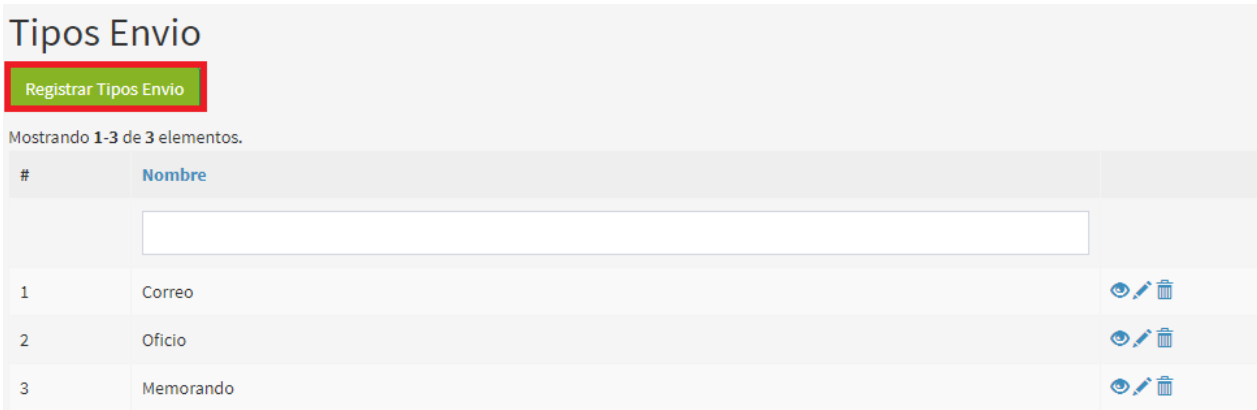 Tipos Envio
Registrar Tipos Envio
Mostrando 1-3 de 3 elementos.
# Nombre
1 Correo
2 Oficio
3 Memorando